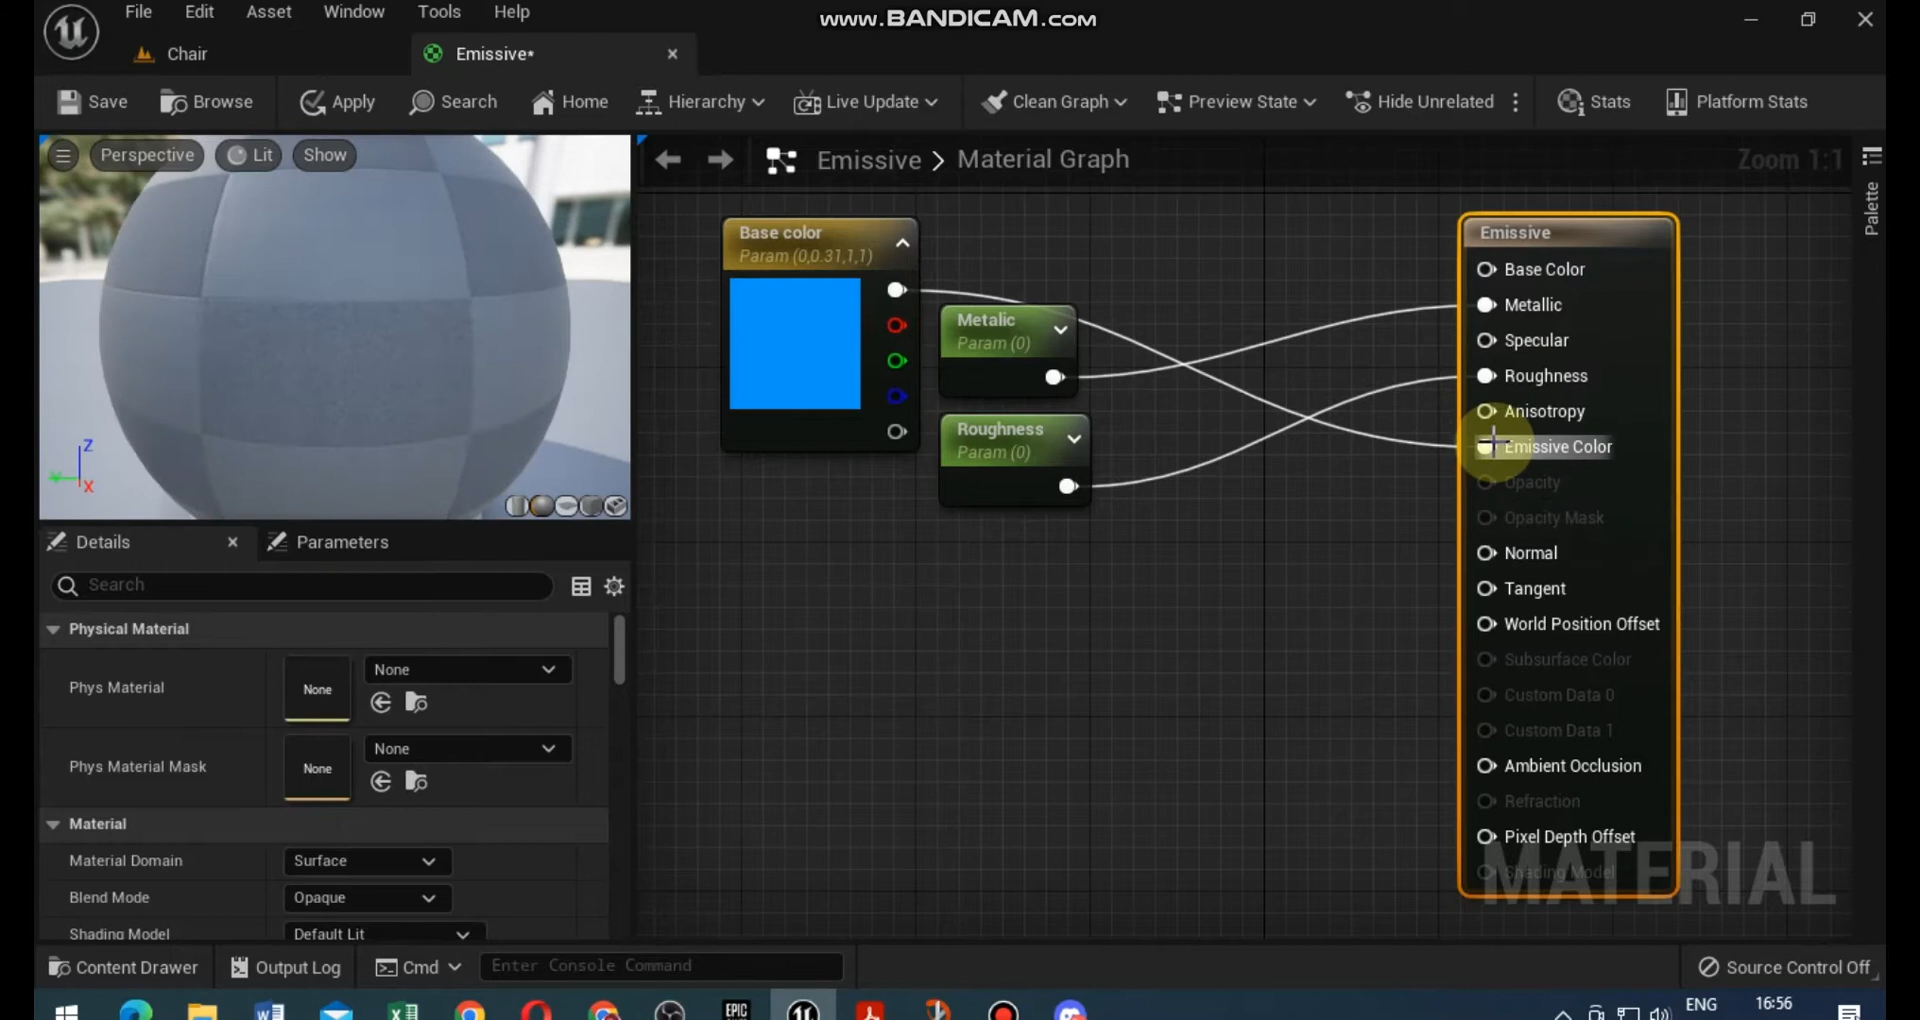 File Edit Asset Window Tools Help
www.BANDICAM.com
Chair
Emissive*
Save Browse Apply Search Home Hierarchy Live Update Clean Graph Preview State Hide Unrelated Stats Platform Stats
Perspective Lit Show
Emissive > Material Graph
Zoom 1:1
Palette
Base color
Param (0,0.31,1,1)
Metalic
Param (0)
Roughness
Param (0)
Emissive
Base Color
Metallic
Specular
Roughness
Anisotropy
Emissive Color
Opacity
Opacity Mask
Normal
Tangent
World Position Offset
Subsurface Color
Custom Data 0
Custom Data 1
Ambient Occlusion
Refraction
Pixel Depth Offset
Shading Model
MATERIAL
Z
X
Details Parameters
Search
Physical Material
Phys Material None None
Phys Material Mask None None
Material
Material Domain Surface
Blend Mode Opaque
Shading Model Default Lit
Content Drawer Output Log Cmd Enter Console Command Source Control Off
EPIC
ENG 16:56